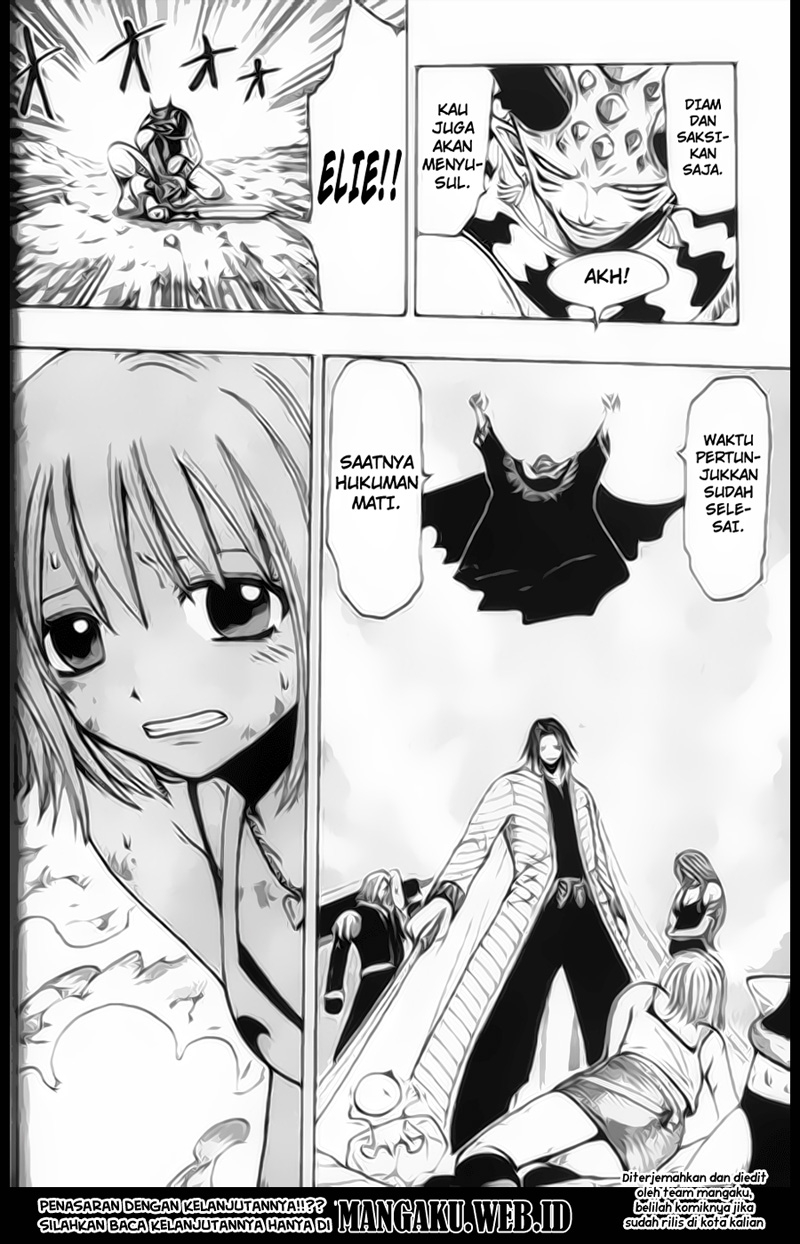 DIAM
DAN
SAKSI-
KAN
SAJA.
KAU
JUGA
AKAN
MENYU-
SUL.
AKH!
ELIE!!
WAKTU
PERTUN-
JUKKAN
SUDAH
SELE-
SAI.
SAATNYA
HUKUMAN
MATI.
PENASARAN DENGAN KELANJUTANNYA!!??
SILAHKAN BACA KELANJUTANNYA HANYA DI
MANGAKU.WEB.ID
Diterjemahkan dan diedit
oleh team mangaku,
belilah komiknya jika
sudah rilis di kota kalian